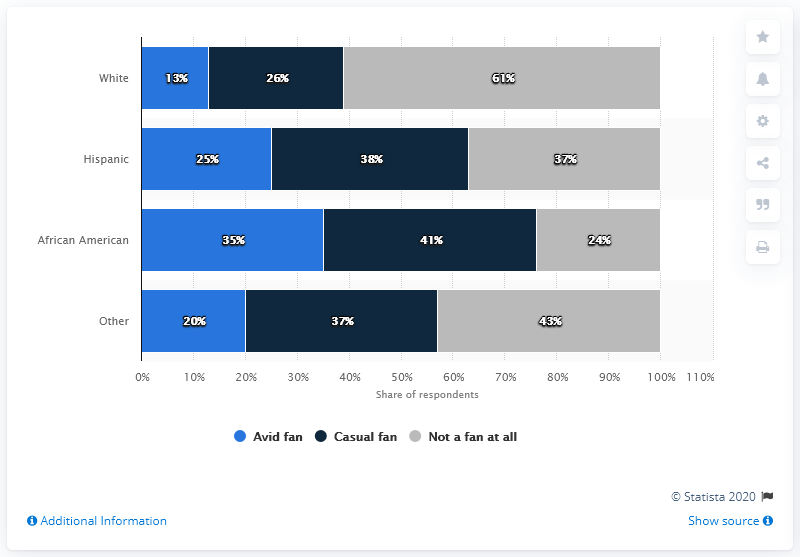 White 13% 26% 61%
Hispanic 25% 38% 37%
African American 35% 41% 24%
Other 20% 37% 43%
0% 10% 20% 30% 40% 50% 60% 70% 80% 90% 100% 110%
Share of respondents
Avid fan Casual fan Not a fan at all
© Statista 2020
Additional Information Show source